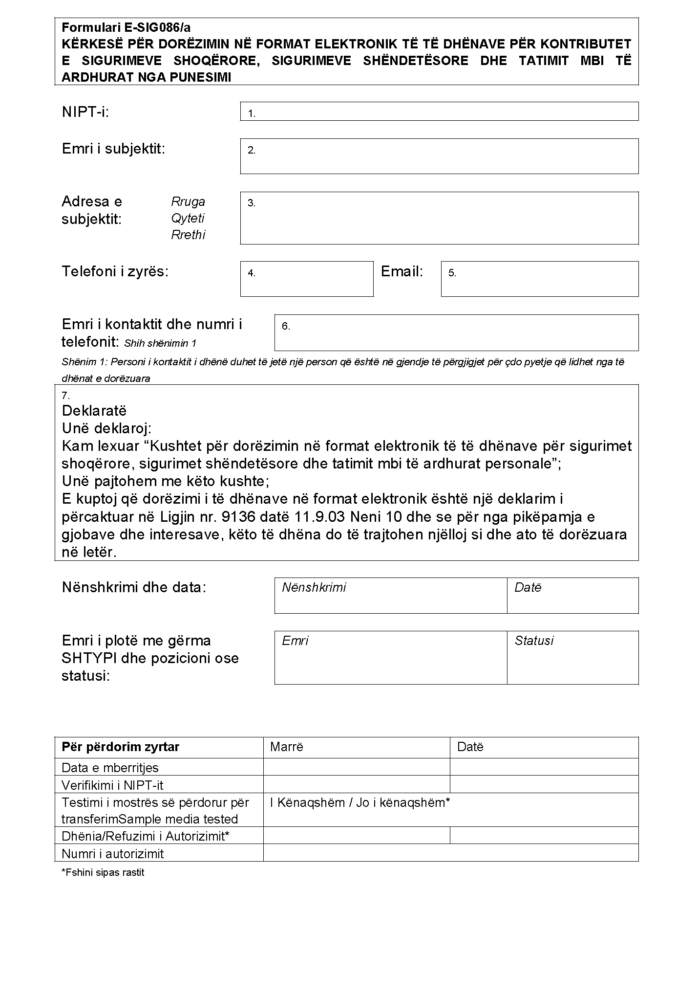 Formulari E-SIG086/a
KËRKESË PËR DORËZIMIN NË FORMAT ELEKTRONIK TË TË DHËNAVE PËR KONTRIBUTET
E SIGURIMEVE SHOQËRORE, SIGURIMEVE SHËNDETËSORE DHE TATIMIT MBI TË
ARDHURAT NGA PUNESIMI
NIPT-i: 1.
Emri i subjektit: 2.
Adresa e Rruga 3.
subjektit: Qyteti
Rrethi
Telefoni i zyrës: 4. Email: 5.
Emri i kontaktit dhe numri i 6.
telefonit: Shih shënimin 1
Shënim 1: Personi i kontaktit i dhënë duhet të jetë një person që është në gjendje të përgjigjet për çdo pyetje që lidhet nga të
dhënat e dorëzuara
7.
Deklaratë
Unë deklaroj:
Kam lexuar “Kushtet për dorëzimin në format elektronik të të dhënave për sigurimet
shoqërore, sigurimet shëndetësore dhe tatimit mbi të ardhurat personale”;
Unë pajtohem me këto kushte;
E kuptoj që dorëzimi i të dhënave në format elektronik është një deklarim i
përcaktuar në Ligjin nr. 9136 datë 11.9.03 Neni 10 dhe se për nga pikëpamja e
gjobave dhe interesave, këto të dhëna do të trajtohen njëlloj si dhe ato të dorëzuara
në letër.
Nënshkrimi dhe data: Nënshkrimi Datë
Emri i plotë me gërma Emri Statusi
SHTYPI dhe pozicioni ose
statusi:
Për përdorim zyrtar Marrë Datë
Data e mberritjes
Verifikimi i NIPT-it
Testimi i mostrës së përdorur për I Kënaqshëm / Jo i kënaqshëm*
transferimSample media tested
Dhënia/Refuzimi i Autorizimit*
Numri i autorizimit
*Fshini sipas rastit